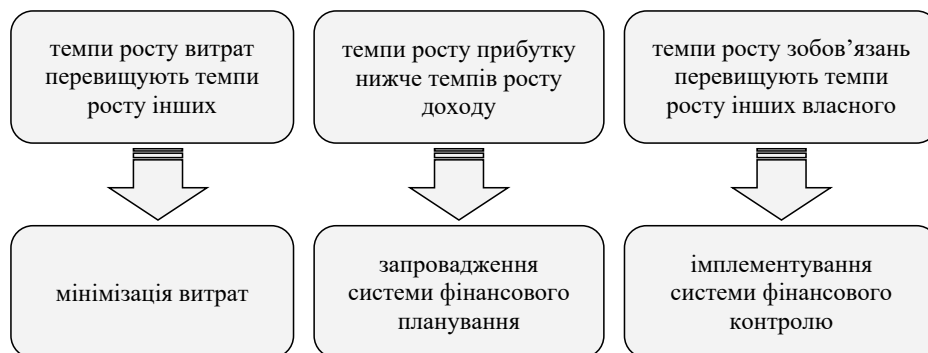 темпи росту витрат
перевищують темпи
росту інших
темпи росту прибутку
нижче темпів росту
доходу
темпи росту зобов’язань
перевищують темпи
росту інших власного
мінімізація витрат
запровадження
системи фінансового
планування
імплементування
системи фінансового
контролю